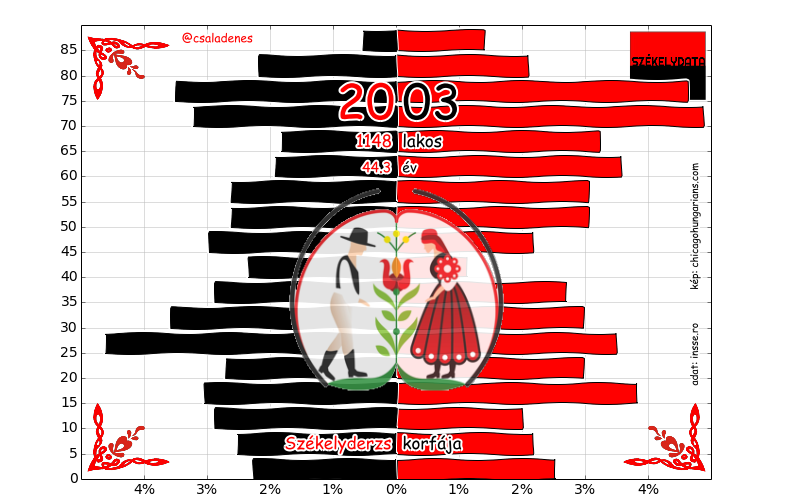 @csaladenes
SZÉKELYDATA
2003
1148 lakos
44.3 év
kép: chicagohungarians.com
adat: insse.ro
Székelyderzs korfája
85
80
75
70
65
60
55
50
45
40
35
30
25
20
15
10
5
0
4% 3% 2% 1% 0% 1% 2% 3% 4%